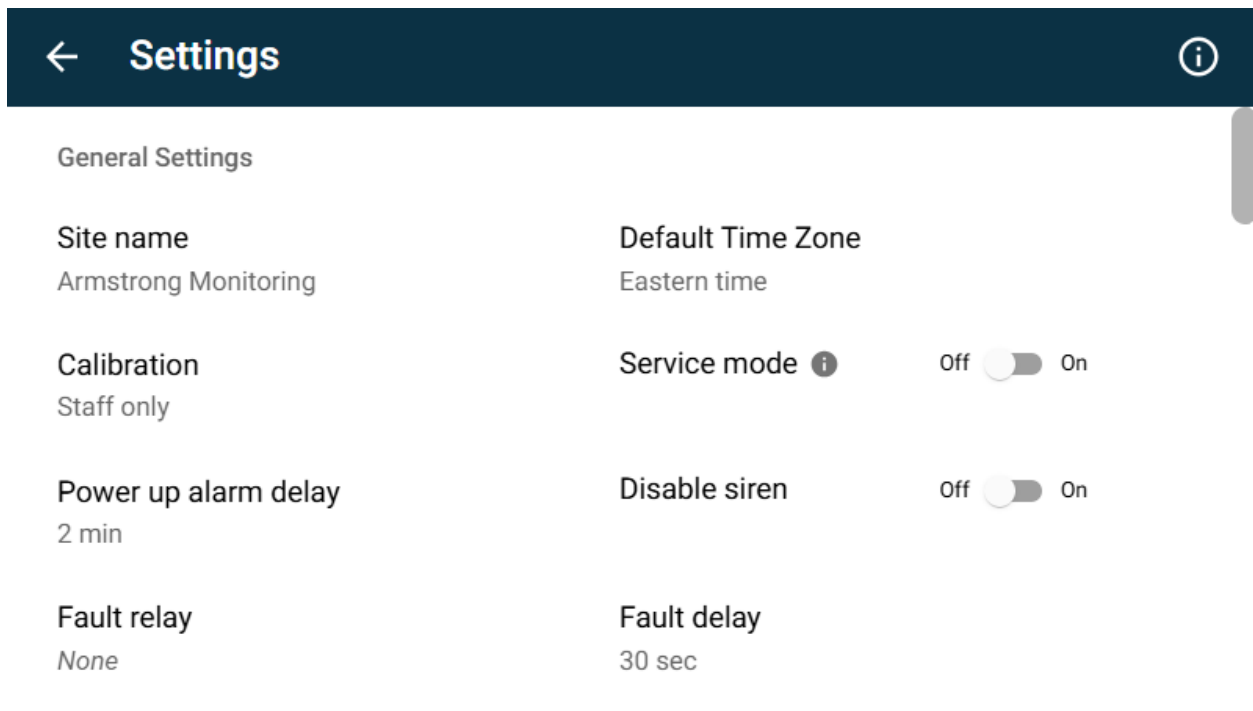 Settings
General Settings
Site name
Armstrong Monitoring
Default Time Zone
Eastern time
Calibration
Staff only
Service mode
Off On
Power up alarm delay
2 min
Disable siren
Off On
Fault relay
None
Fault delay
30 sec